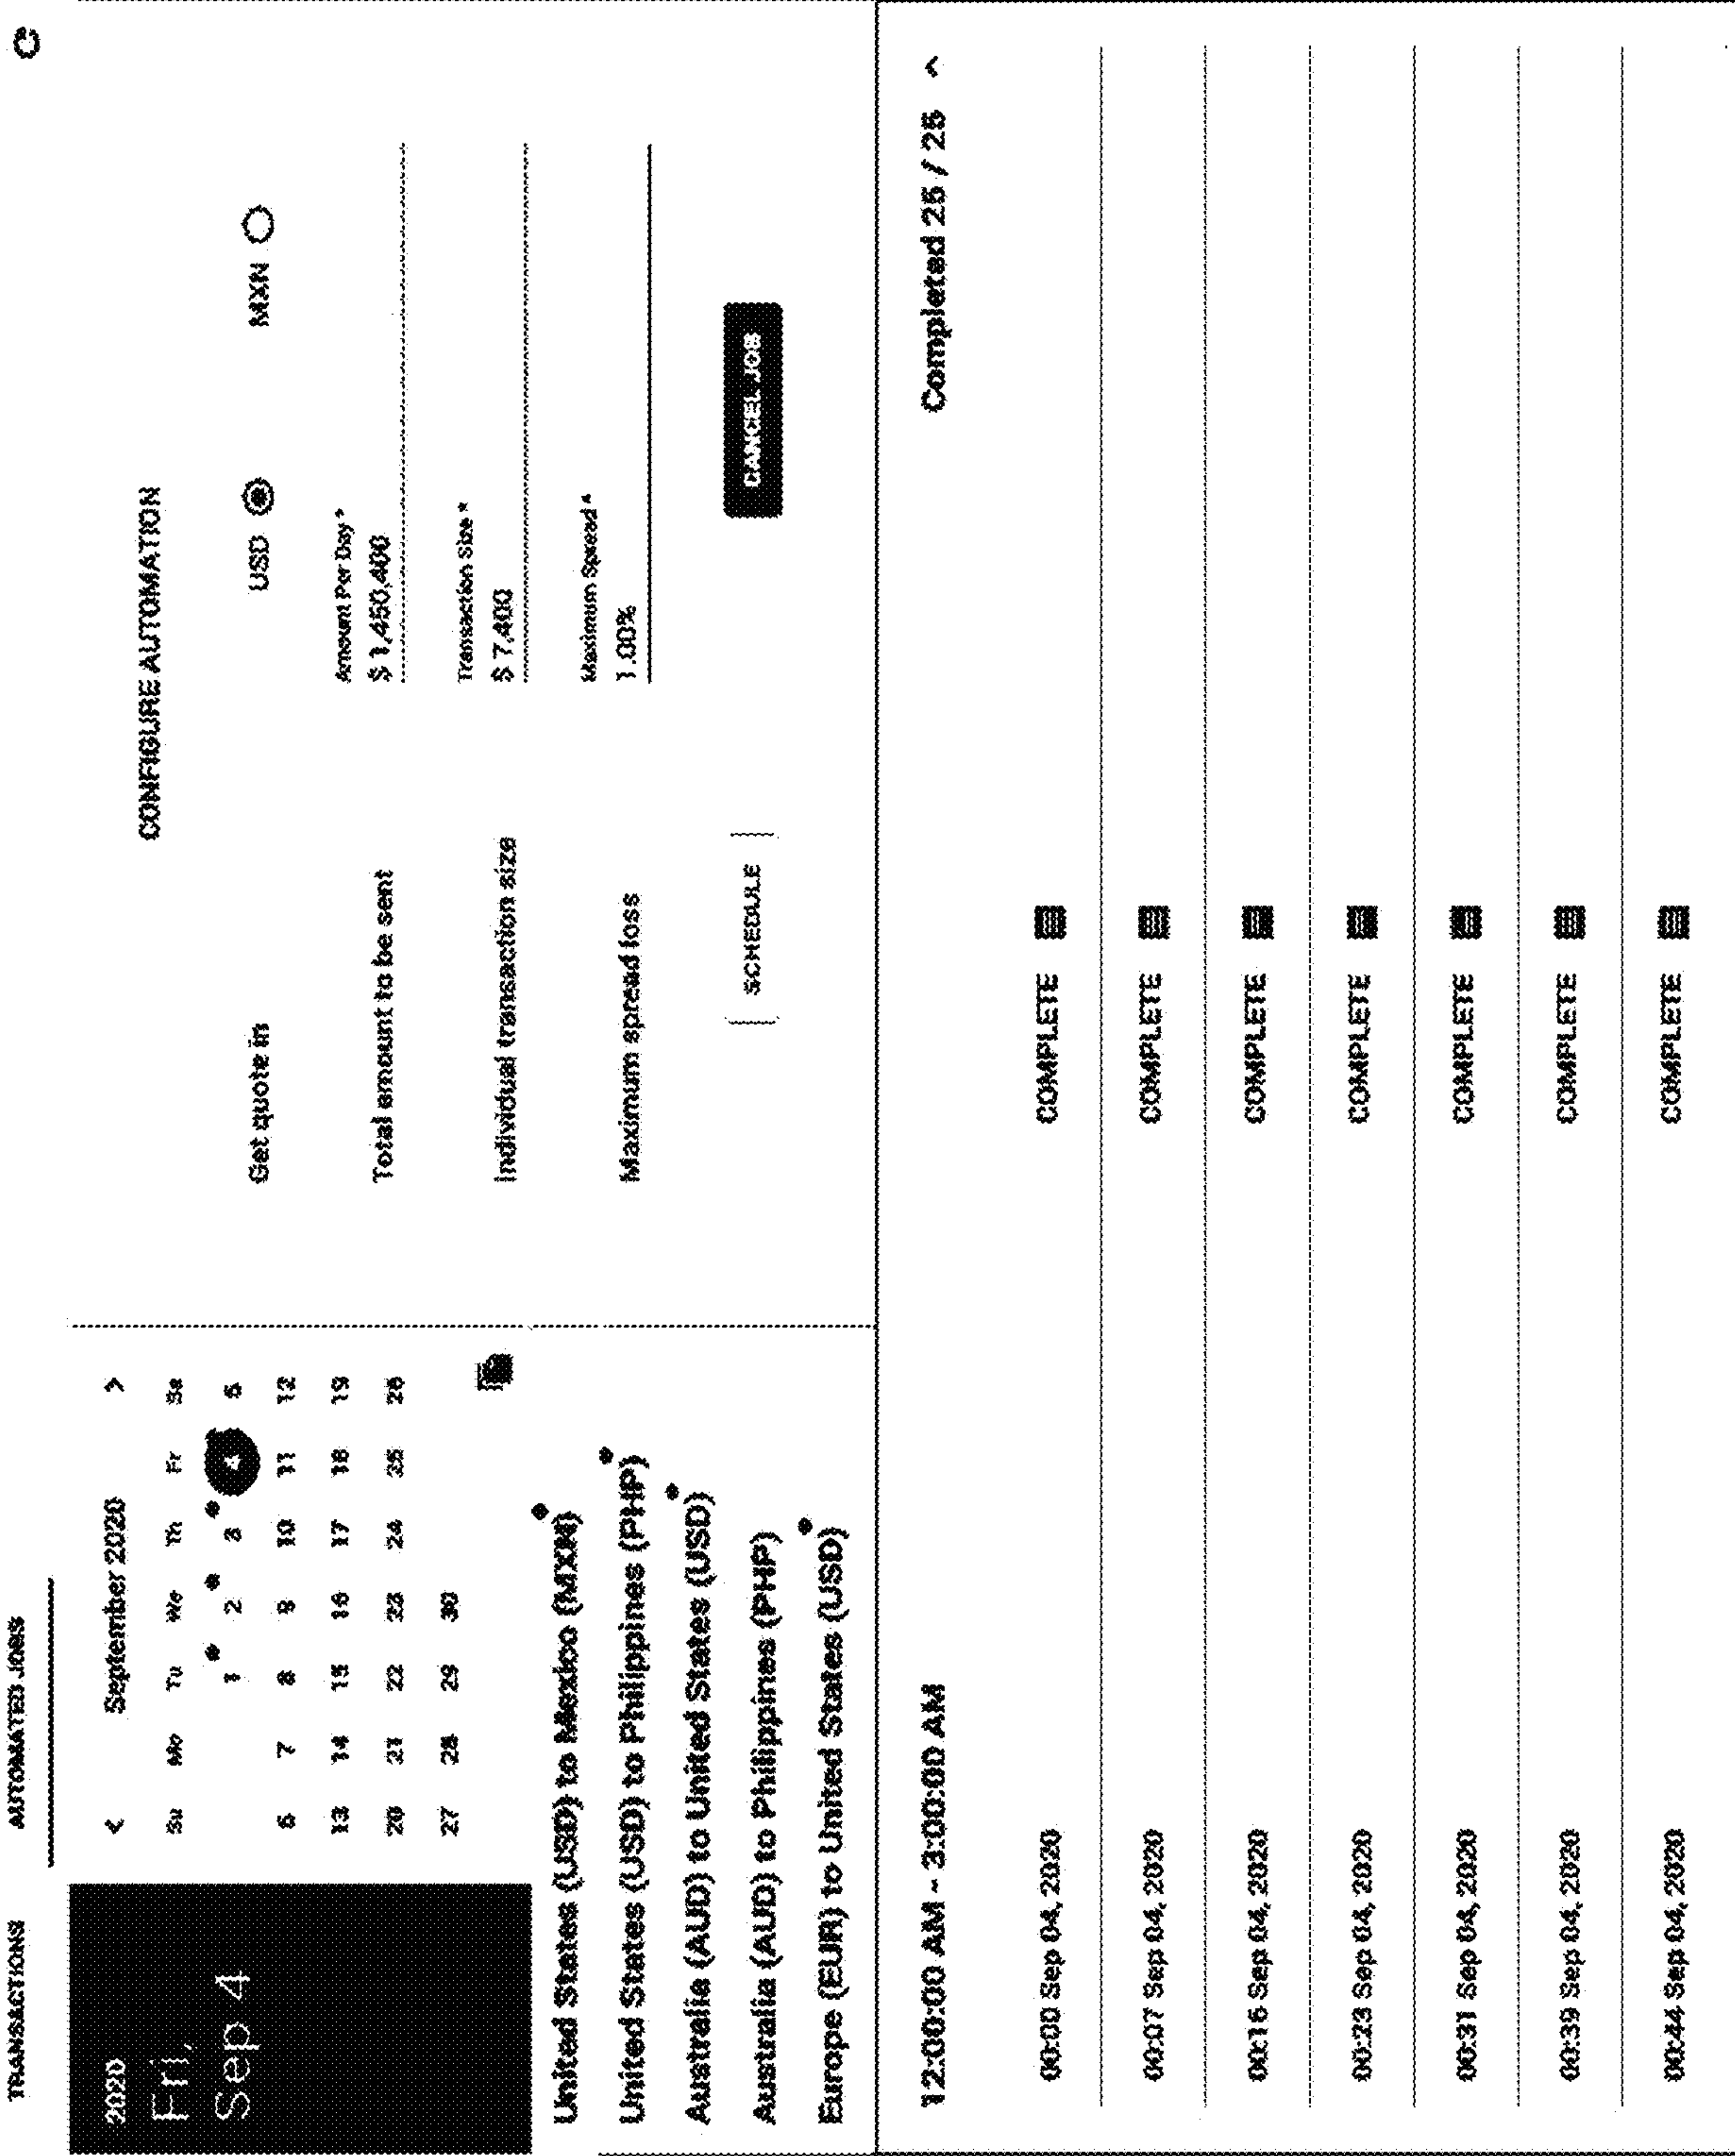 TRANSACTIONS AUTOMATED JOBS
2020
Fri,
Sep 4
< September 2020 >
Su Mo Tu We Th Fr Sa
1 2 3 4 5
6 7 8 9 10 11 12
13 14 15 16 17 18 19
20 21 22 23 24 25 26
27 28 29 30
United States (USD) to Mexico (MXN)
United States (USD) to Philippines (PHP)
Australia (AUD) to United States (USD)
Australia (AUD) to Philippines (PHP)
Europe (EUR) to United States (USD)
CONFIGURE AUTOMATION
Get quote in USD MXN
Amount Per Day *
Total amount to be sent $ 1,450,400
Transaction Size *
Individual transaction size $ 7,400
Maximum Spread *
Maximum spread loss 1.00%
SCHEDULE CANCEL JOB
12:00:00 AM - 3:00:00 AM Completed 25 / 25
00:00 Sep 04, 2020 COMPLETE
00:07 Sep 04, 2020 COMPLETE
00:16 Sep 04, 2020 COMPLETE
00:23 Sep 04, 2020 COMPLETE
00:31 Sep 04, 2020 COMPLETE
00:39 Sep 04, 2020 COMPLETE
00:44 Sep 04, 2020 COMPLETE